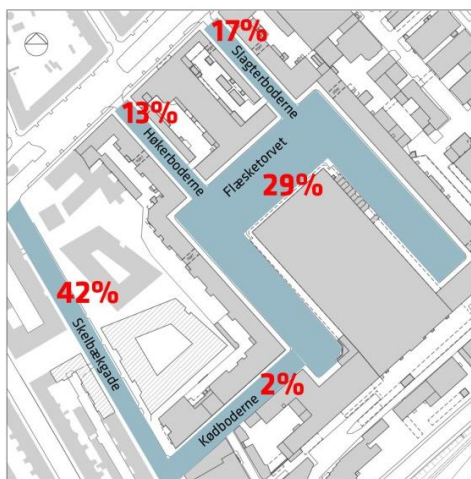 17%
Slagterboderne
13%
Høkerboderne
Flæsketorvet
29%
42%
Skelbækgade
2%
Kødboderne